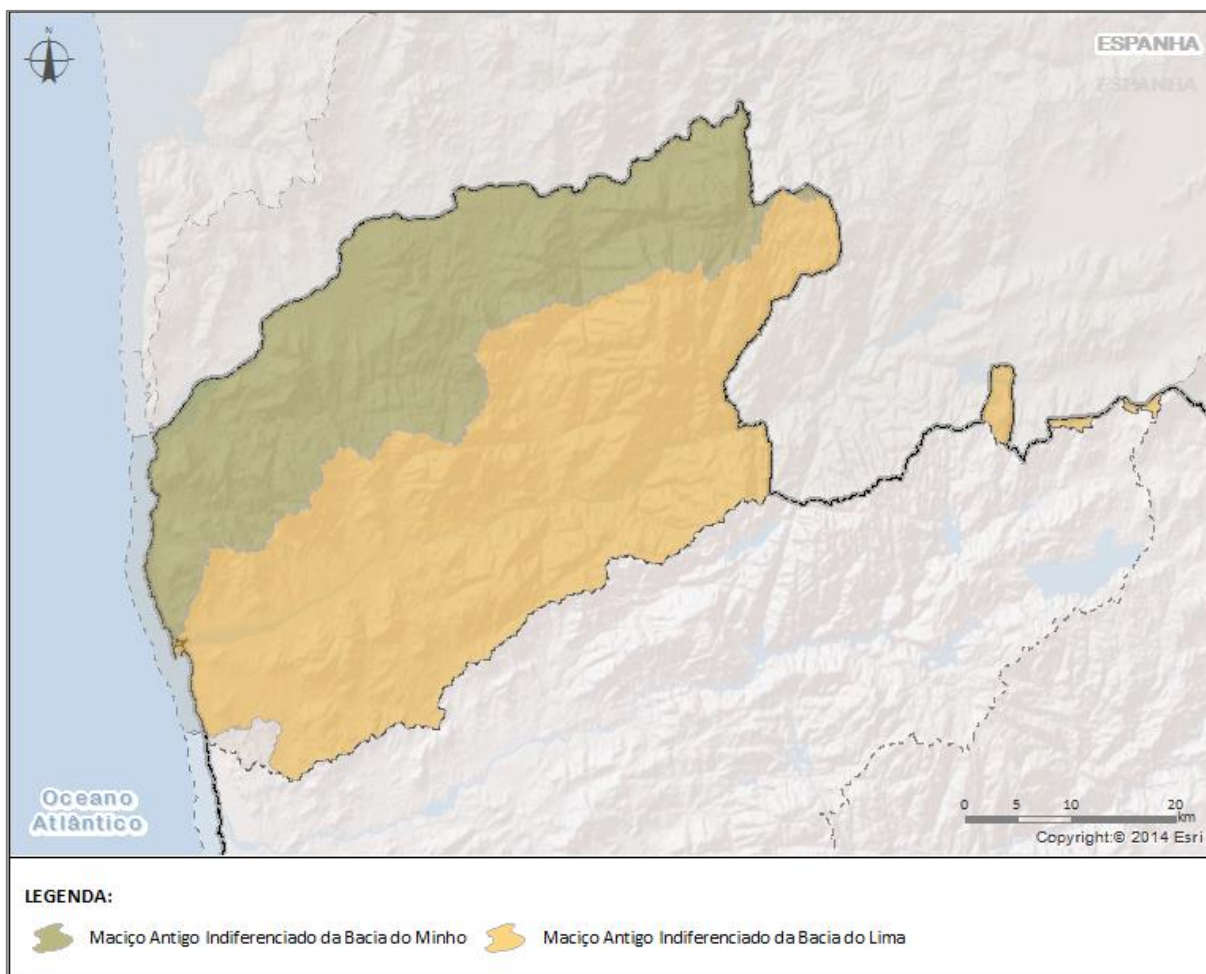 N
ESPANHA
ESPANHA
Oceano
Atlântico
0 5 10 20
km
Copyright:© 2014 Esri
LEGENDA:
Maciço Antigo Indiferenciado da Bacia do Minho Maciço Antigo Indiferenciado da Bacia do Lima